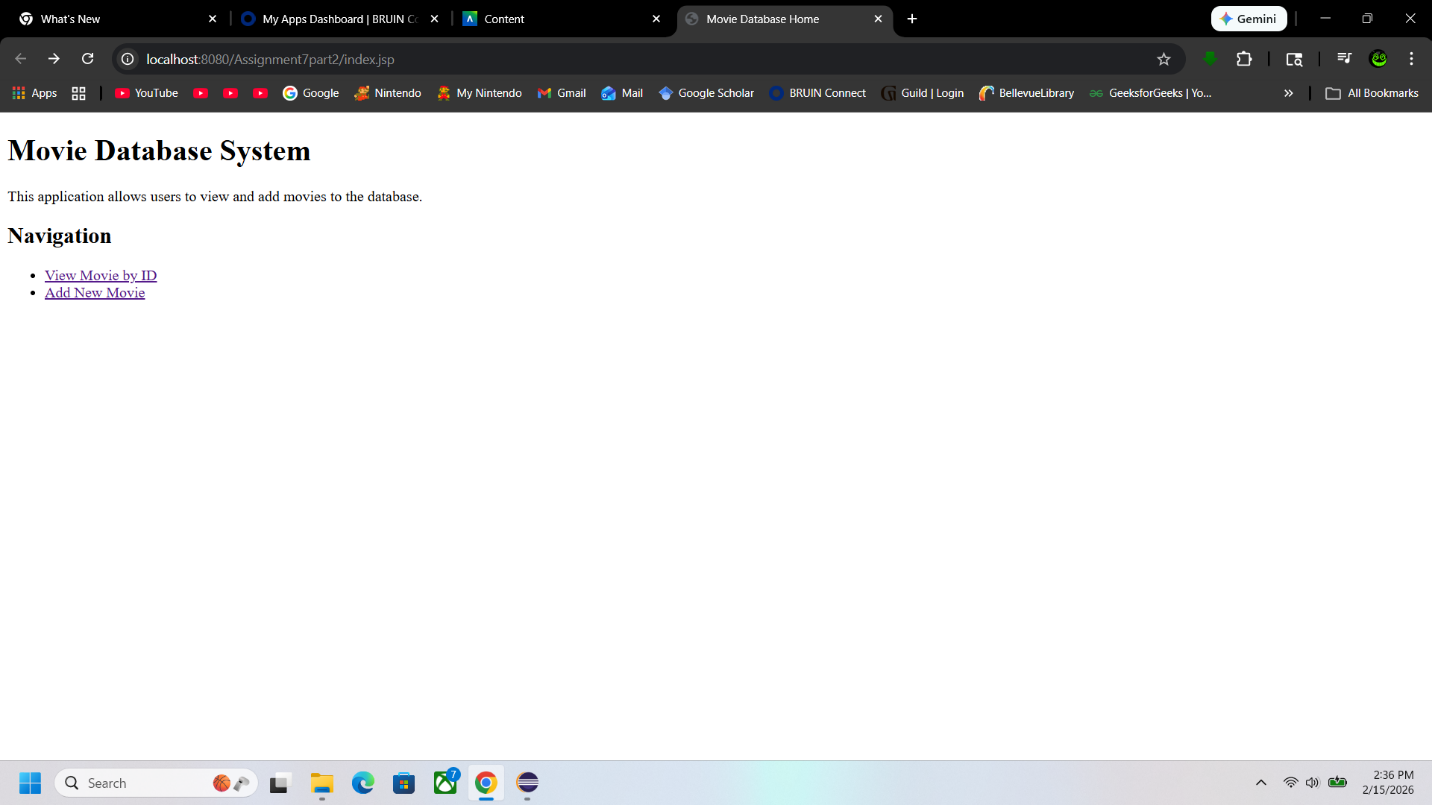 What's New
My Apps Dashboard | BRUIN Co
Content
Movie Database Home
Gemini
localhost:8080/Assignment7part2/index.jsp
Apps
YouTube
Google
Nintendo
My Nintendo
Gmail
Mail
Google Scholar
BRUIN Connect
Guild | Login
BellevueLibrary
GeeksforGeeks | Yo...
All Bookmarks
Movie Database System
This application allows users to view and add movies to the database.
Navigation
View Movie by ID
Add New Movie
Search
7
2:36 PM
2/15/2026